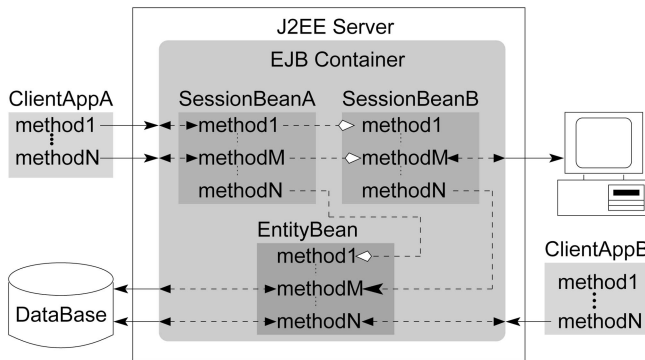 J2EE Server
EJB Container
ClientAppA
method1
methodN
SessionBeanA
method1
methodM
methodN
SessionBeanB
method1
methodM
methodN
EntityBean
method1
methodM
methodN
DataBase
ClientAppB
method1
methodN